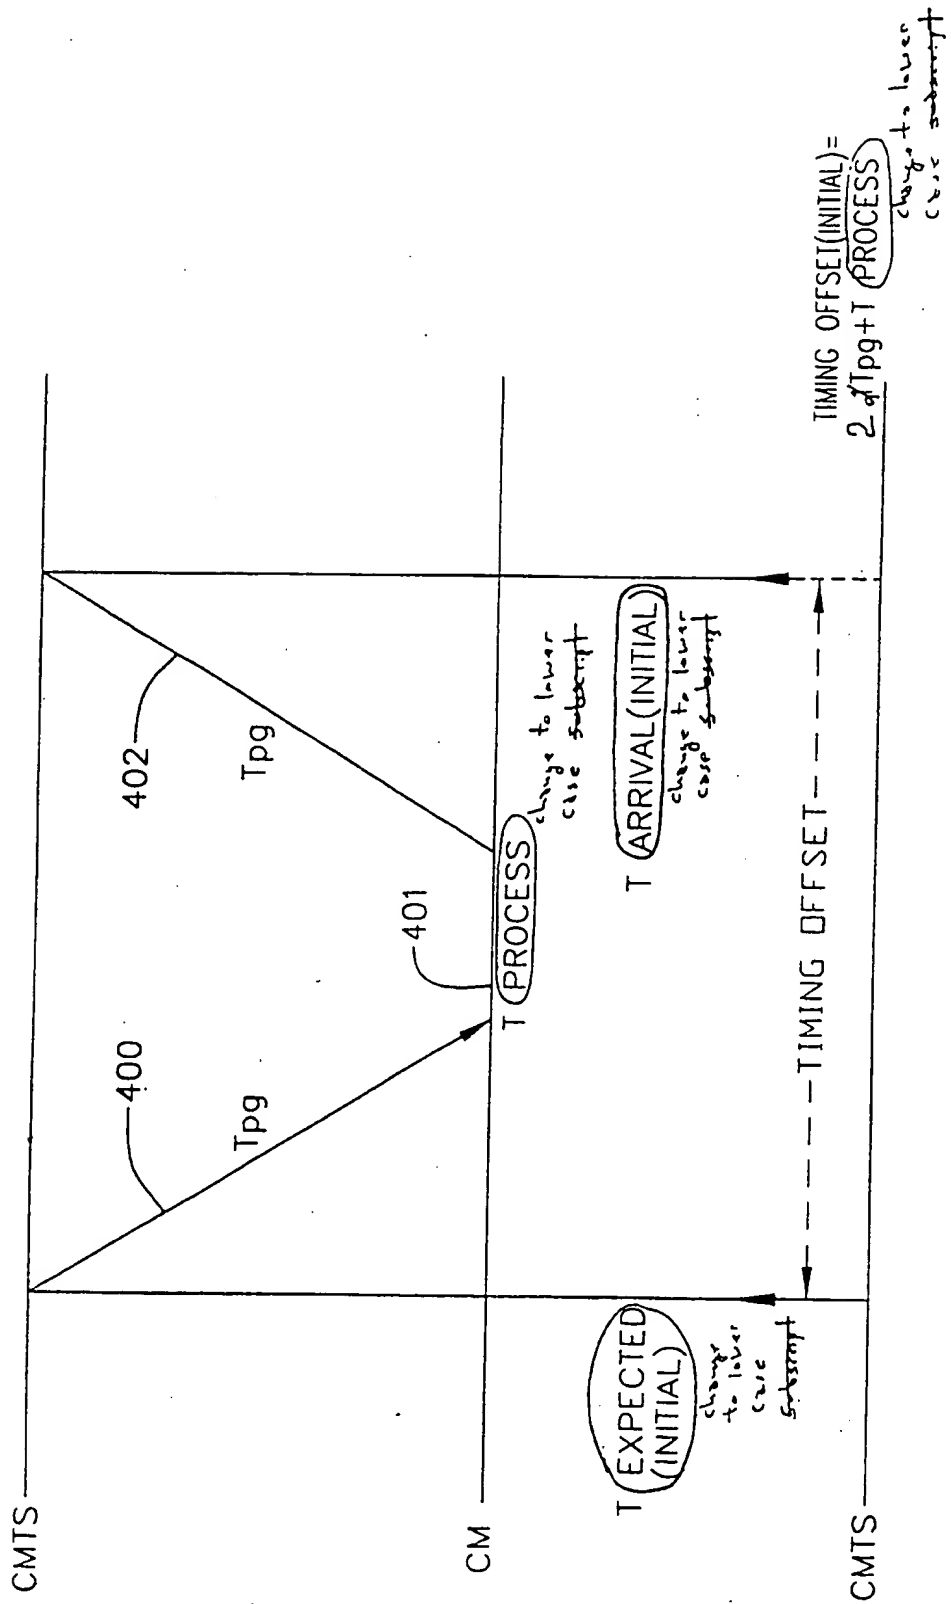 CMTS
400
Tpg
402
Tpg
401
CM
T PROCESS
change to lower
case subscript
T EXPECTED
(INITIAL)
change
to lower
case
subscript
T ARRIVAL(INITIAL)
change to lower
case subscript
TIMING OFFSET
CMTS
TIMING OFFSET(INITIAL)=
2 Tpg+T PROCESS
change to lower
case subscript